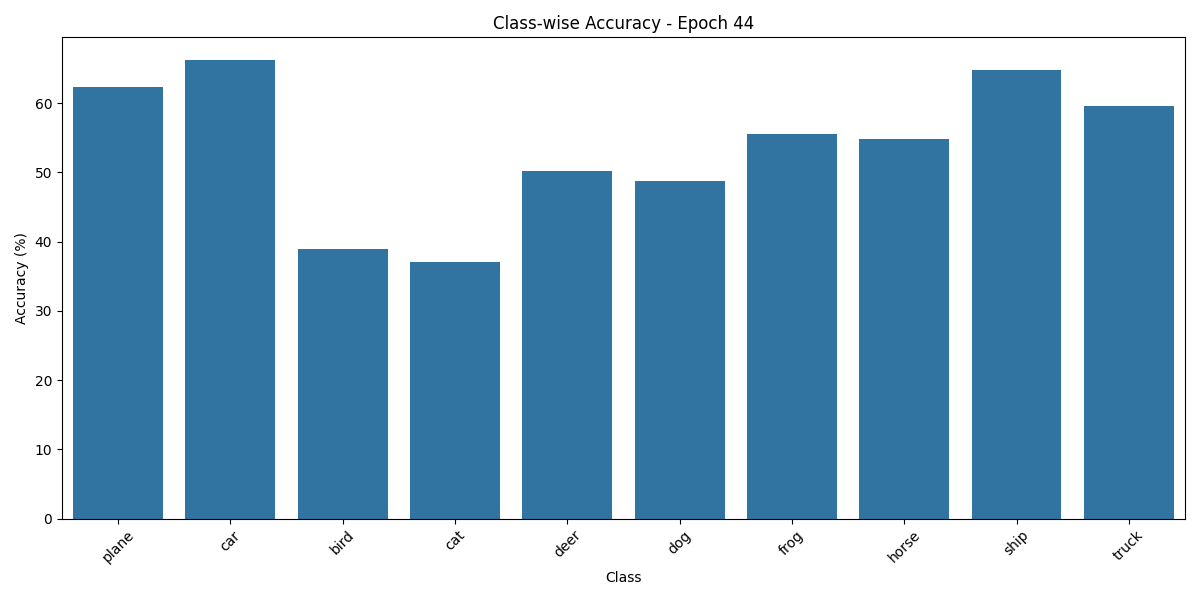 Class-wise Accuracy - Epoch 44
Accuracy (%)
60
50
40
30
20
10
0
plane
car
bird
cat
deer
dog
frog
horse
ship
truck
Class